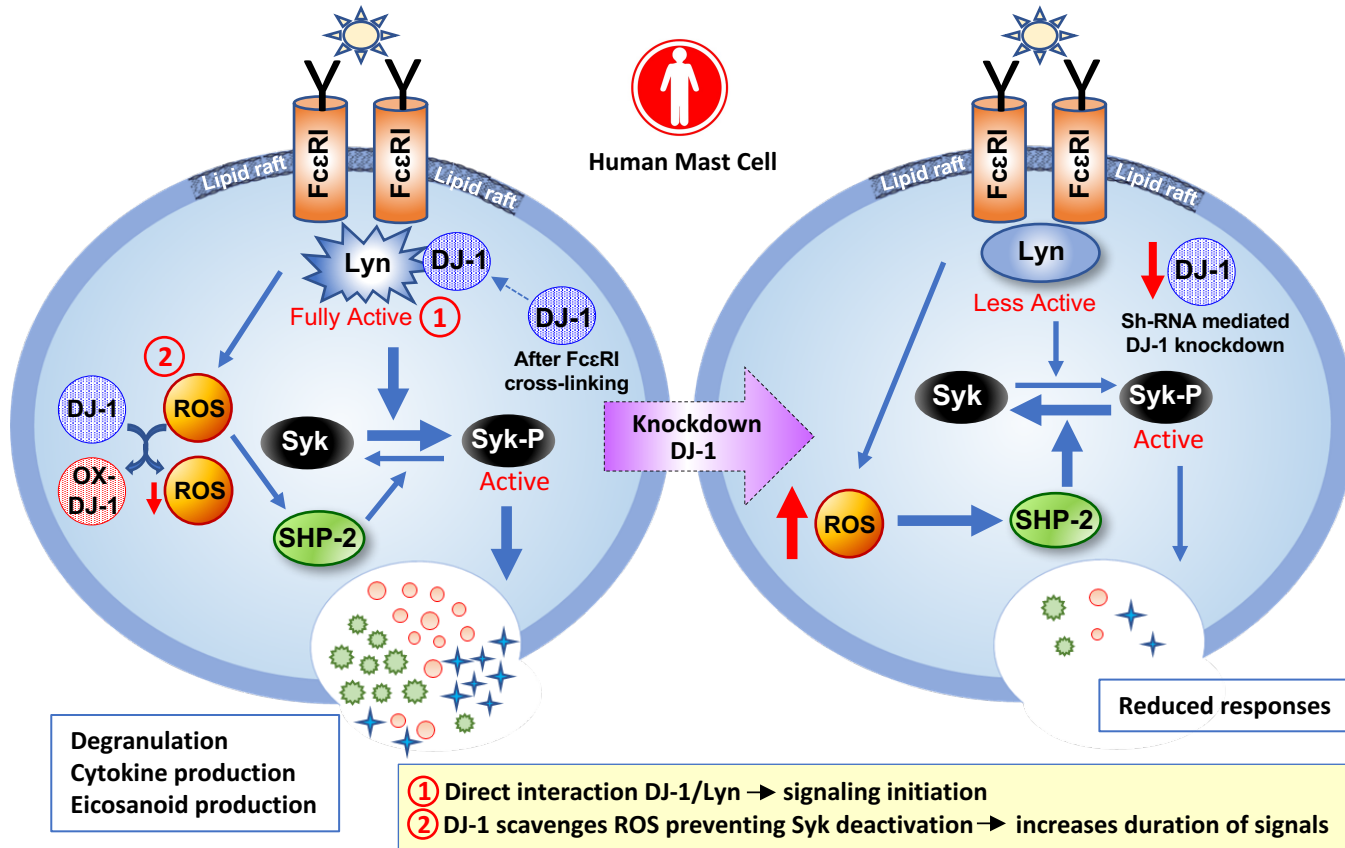 Human Mast Cell
FcεRI
FcεRI
Lipid raft
Lipid raft
Lyn
DJ-1
Fully Active
1
DJ-1
After FcεRI
cross-linking
2
DJ-1
ROS
OX-
DJ-1
ROS
Syk
Syk-P
Active
SHP-2
Degranulation
Cytokine production
Eicosanoid production
Knockdown
DJ-1
FcεRI
FcεRI
Lipid raft
Lipid raft
Lyn
Less Active
DJ-1
Sh-RNA mediated
DJ-1 knockdown
Syk
Syk-P
Active
ROS
SHP-2
Reduced responses
1 Direct interaction DJ-1/Lyn → signaling initiation
2 DJ-1 scavenges ROS preventing Syk deactivation → increases duration of signals